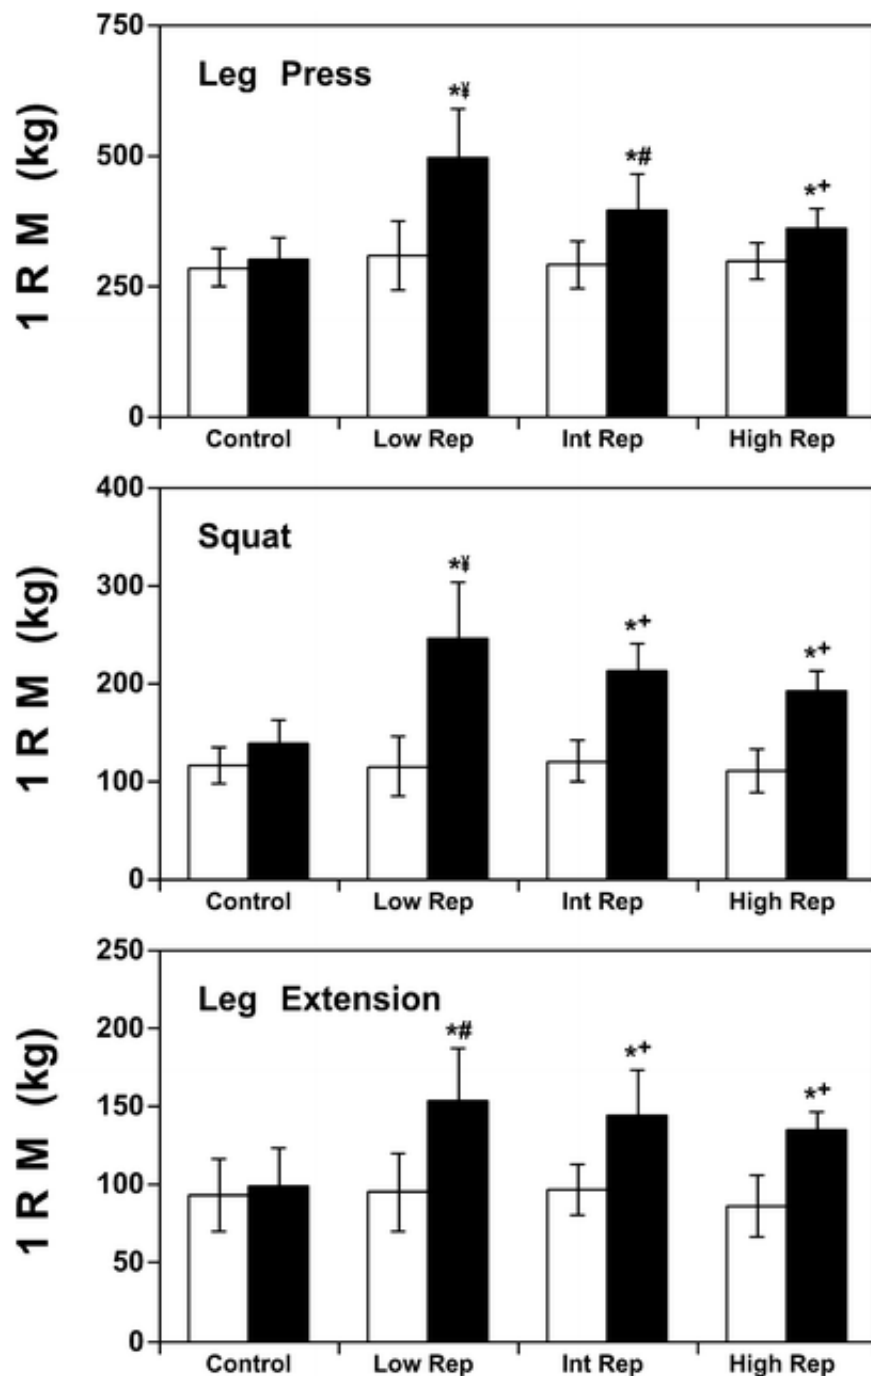 1 R M (kg)
750
500
250
0
Leg Press
*¥
*#
*+
Control Low Rep Int Rep High Rep
1 R M (kg)
400
300
200
100
0
Squat
*¥
*+
*+
Control Low Rep Int Rep High Rep
1 R M (kg)
250
200
150
100
50
0
Leg Extension
*#
*+
*+
Control Low Rep Int Rep High Rep